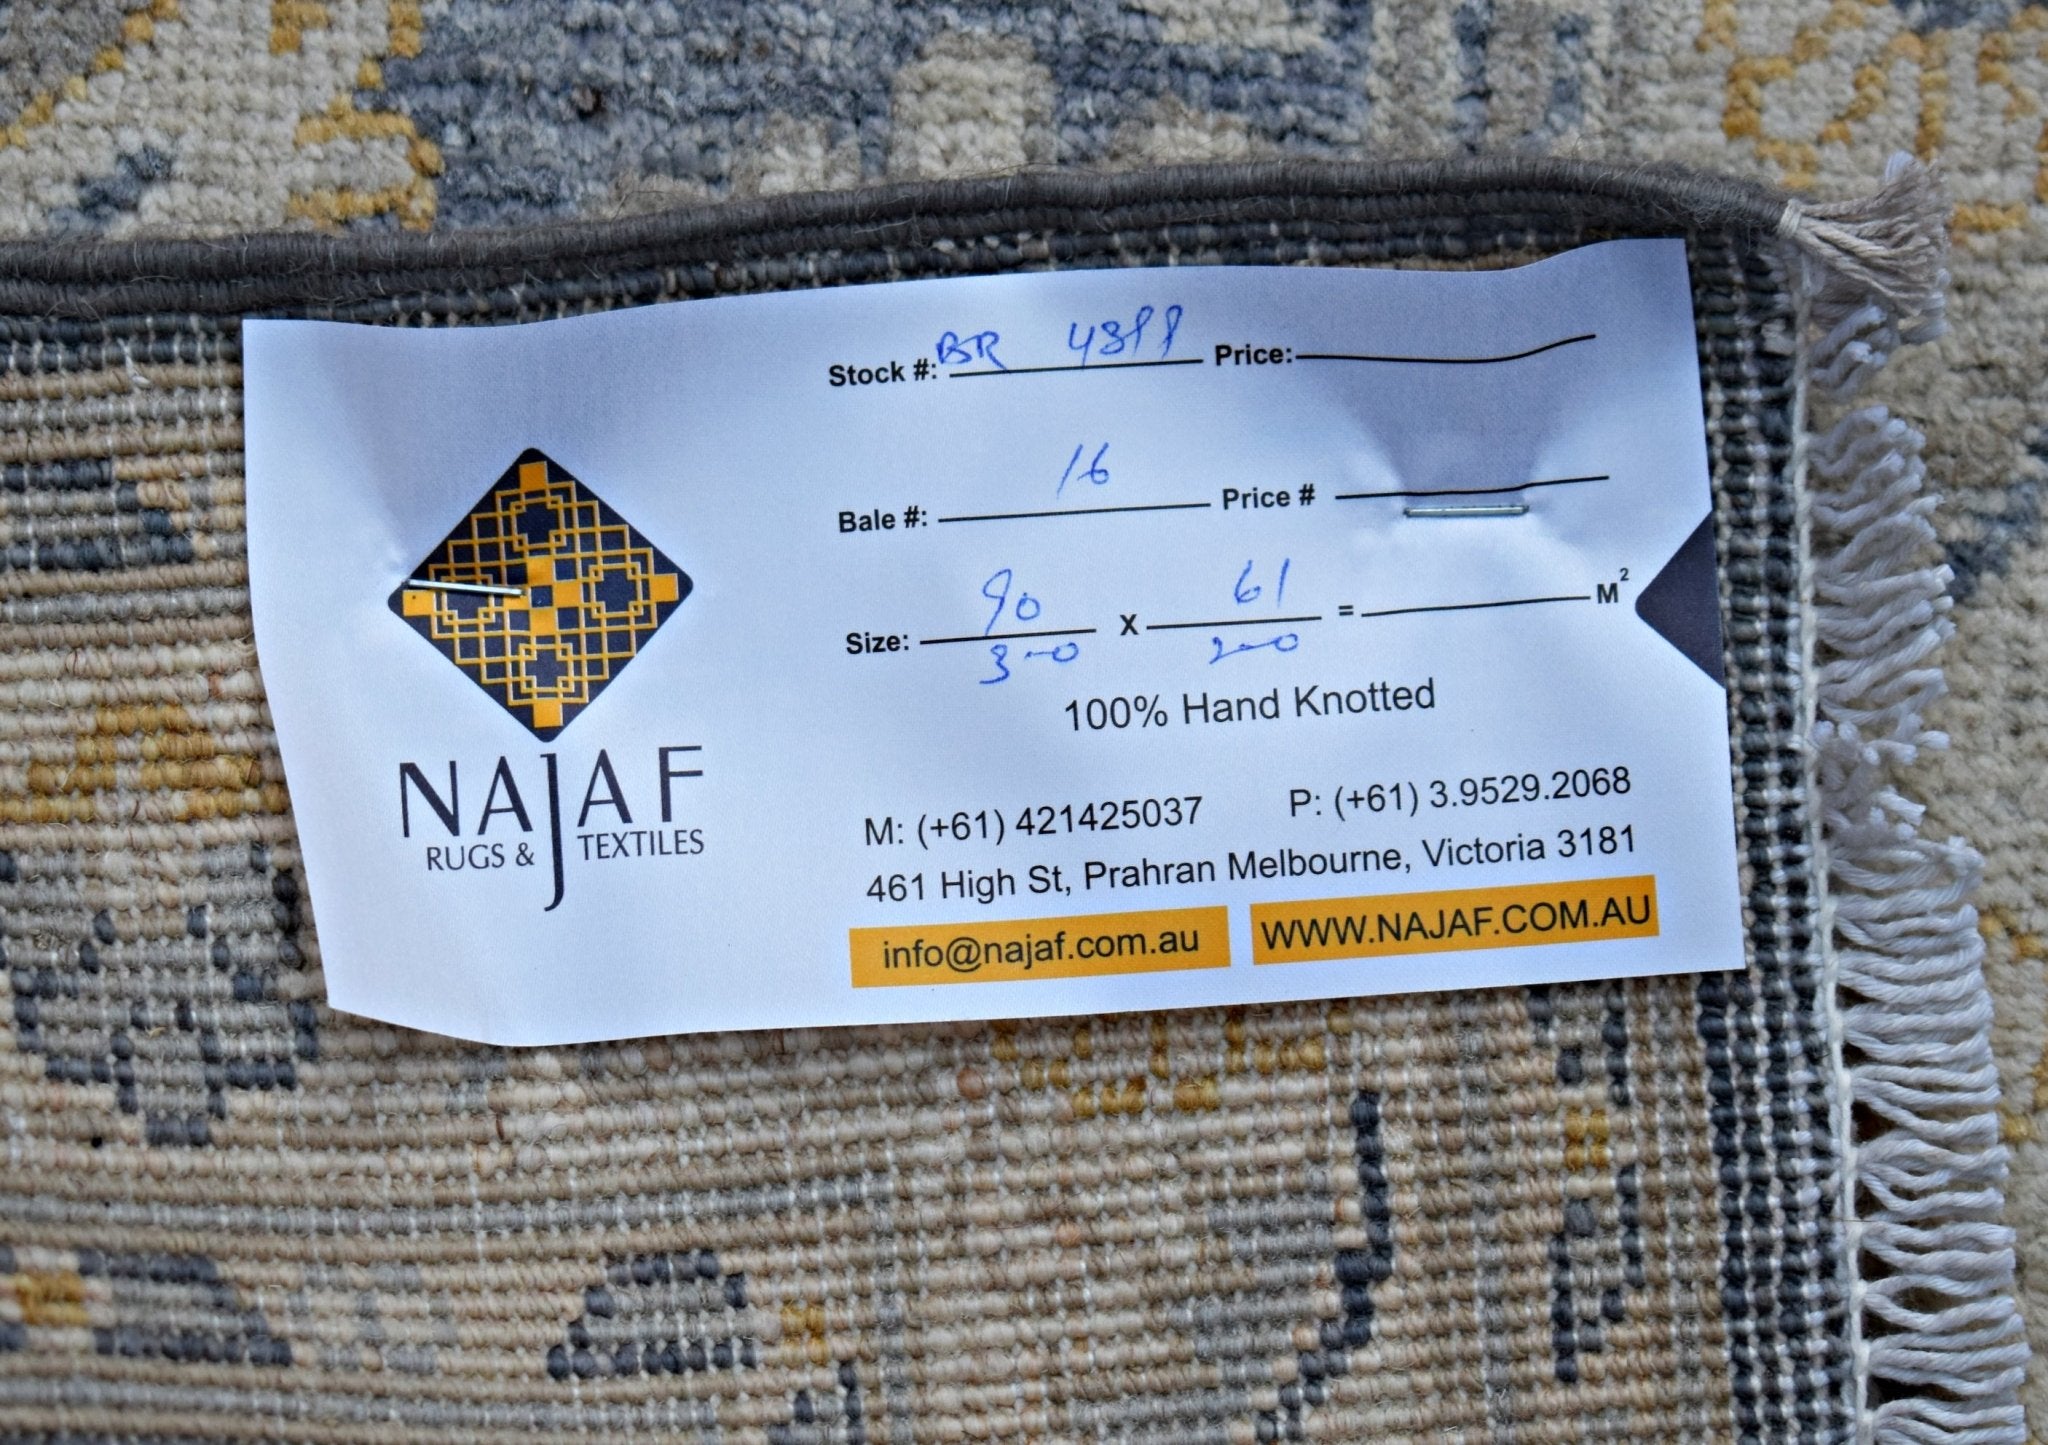 Stock #: BR Price:
Bale #: 16 Price #
Size: 90 X 61 = M²
3-0 2-0
100% Hand Knotted
NAJAF
RUGS & TEXTILES
M: (+61) 421425037 P: (+61) 3.9529.2068
461 High St, Prahran Melbourne, Victoria 3181
info@najaf.com.au WWW.NAJAF.COM.AU